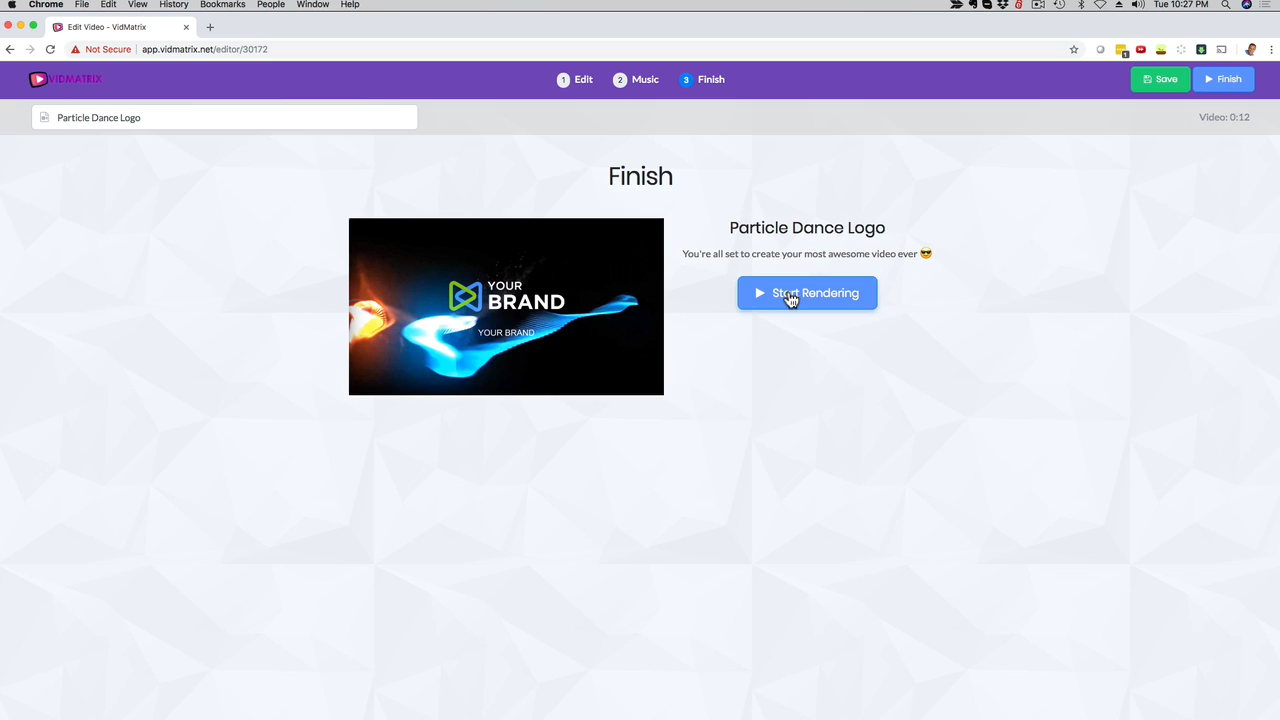 Chrome File Edit View History Bookmarks People Window Help
Tue 10:27 PM
Edit Video - VidMatrix
Not Secure app.vidmatrix.net/editor/30172
VIDMATRIX
1 Edit 2 Music 3 Finish
Save Finish
Particle Dance Logo
Video: 0:12
Finish
Particle Dance Logo
You're all set to create your most awesome video ever 😎
Start Rendering
YOUR
BRAND
YOUR BRAND